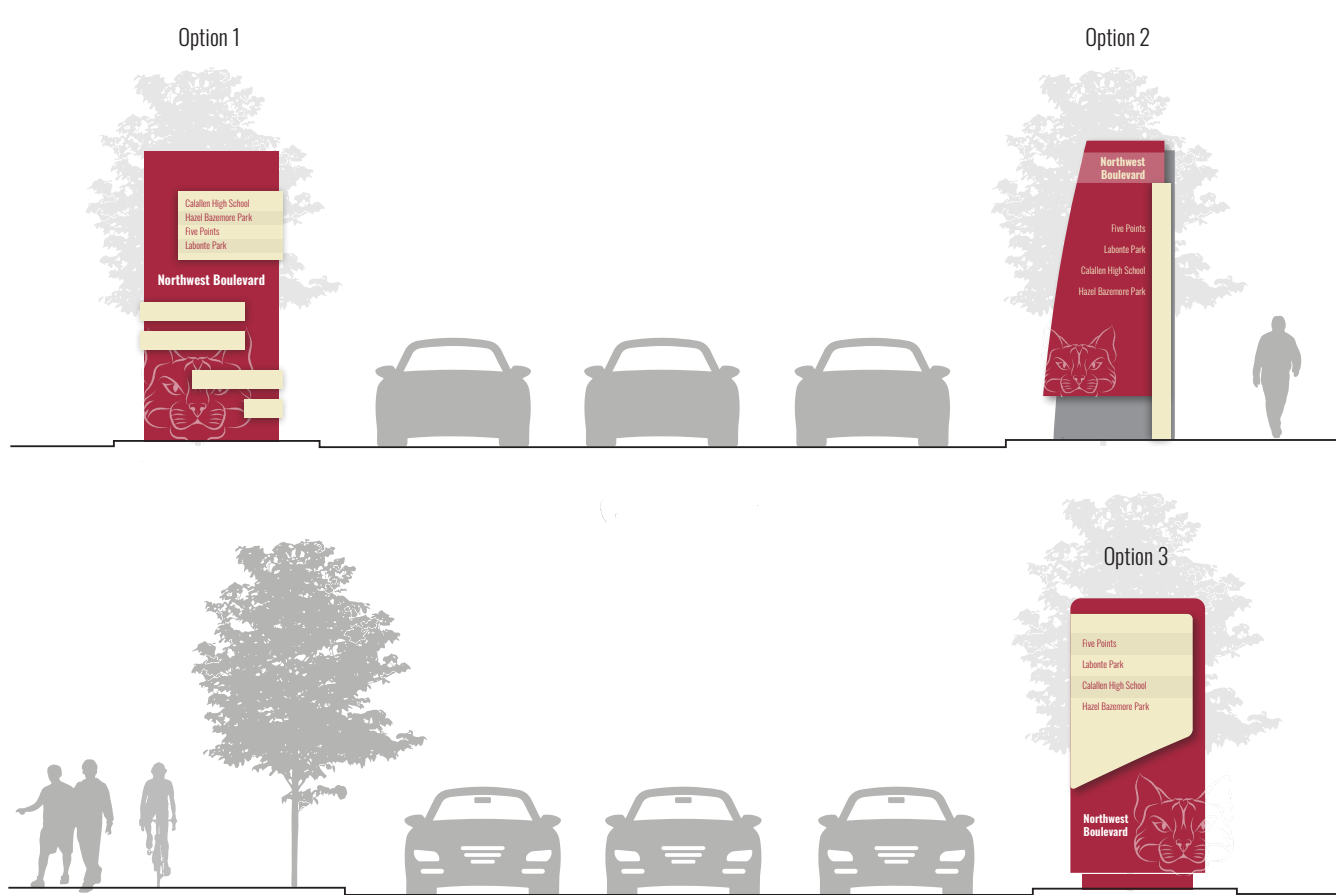 Option 1
Calallen High School
Hazel Bazemore Park
Five Points
Labonte Park
Northwest Boulevard
Option 2
Northwest
Boulevard
Five Points
Labonte Park
Calallen High School
Hazel Bazemore Park
Option 3
Five Points
Labonte Park
Calallen High School
Hazel Bazemore Park
Northwest
Boulevard